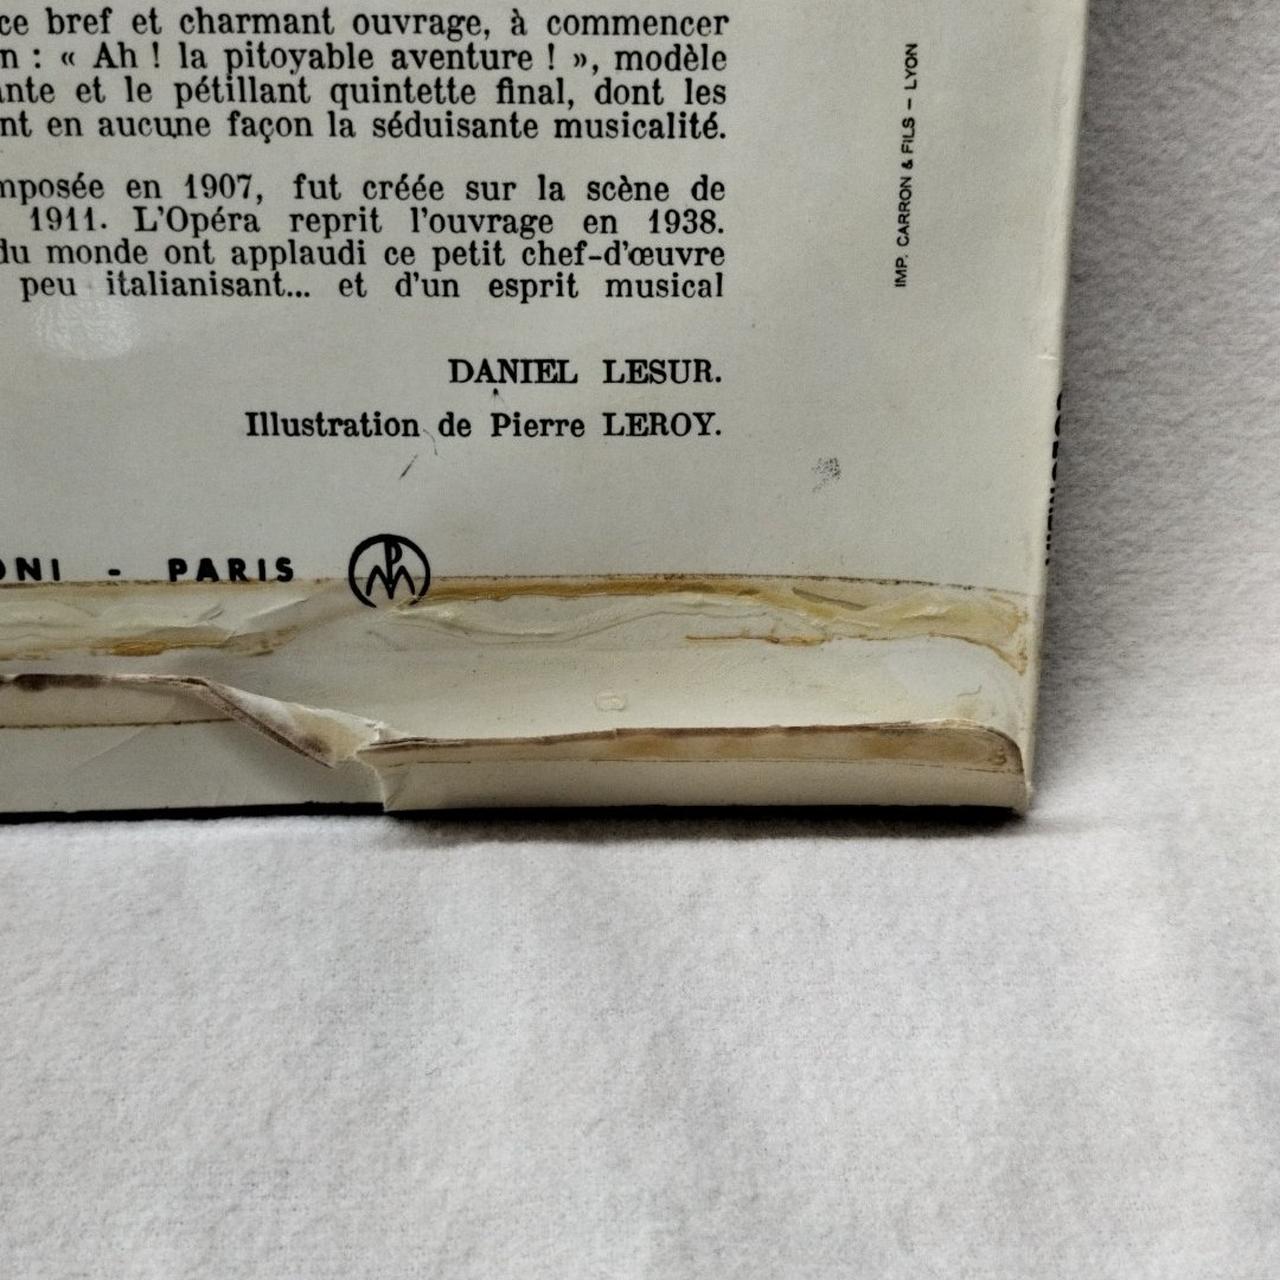 ce bref et charmant ouvrage, à commencer
n : « Ah ! la pitoyable aventure ! », modèle
ante et le pétillant quintette final, dont les
nt en aucune façon la séduisante musicalité.
mposée en 1907, fut créée sur la scène de
1911. L'Opéra reprit l'ouvrage en 1938.
du monde ont applaudi ce petit chef-d'œuvre
peu italianisant... et d'un esprit musical
DANIEL LESUR.
Illustration de Pierre LEROY.
ONI - PARIS
IMP. CARRON & FILS - LYON